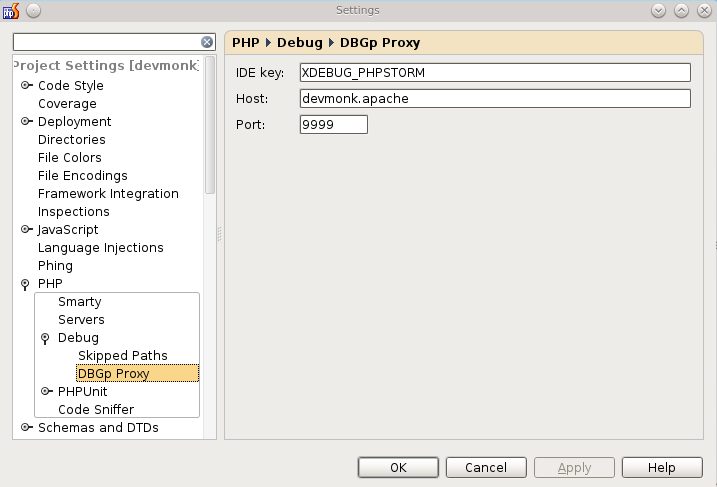 Settings
Project Settings [devmonk]
Code Style
Coverage
Deployment
Directories
File Colors
File Encodings
Framework Integration
Inspections
JavaScript
Language Injections
Phing
PHP
Smarty
Servers
Debug
Skipped Paths
DBGp Proxy
PHPUnit
Code Sniffer
Schemas and DTDs
PHP Debug DBGp Proxy
IDE key: XDEBUG_PHPSTORM
Host: devmonk.apache
Port: 9999
OK Cancel Apply Help